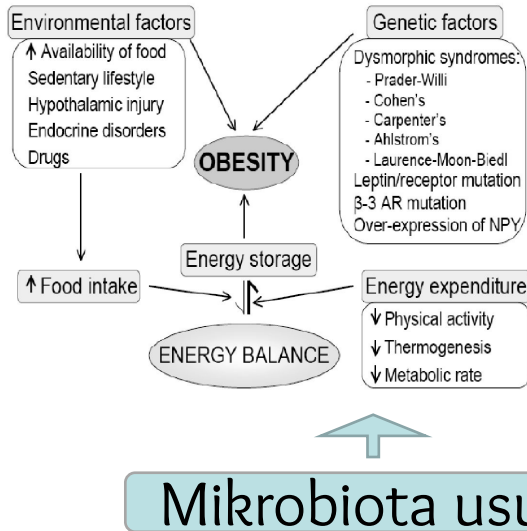 Environmental factors
↑ Availability of food
Sedentary lifestyle
Hypothalamic injury
Endocrine disorders
Drugs
Genetic factors
Dysmorphic syndromes:
- Prader-Willi
- Cohen's
- Carpenter's
- Ahlstrom's
- Laurence-Moon-Biedl
Leptin/receptor mutation
β-3 AR mutation
Over-expression of NPY
OBESITY
Energy storage
↑ Food intake
Energy expenditure
↓ Physical activity
↓ Thermogenesis
↓ Metabolic rate
ENERGY BALANCE
Mikrobiota usu